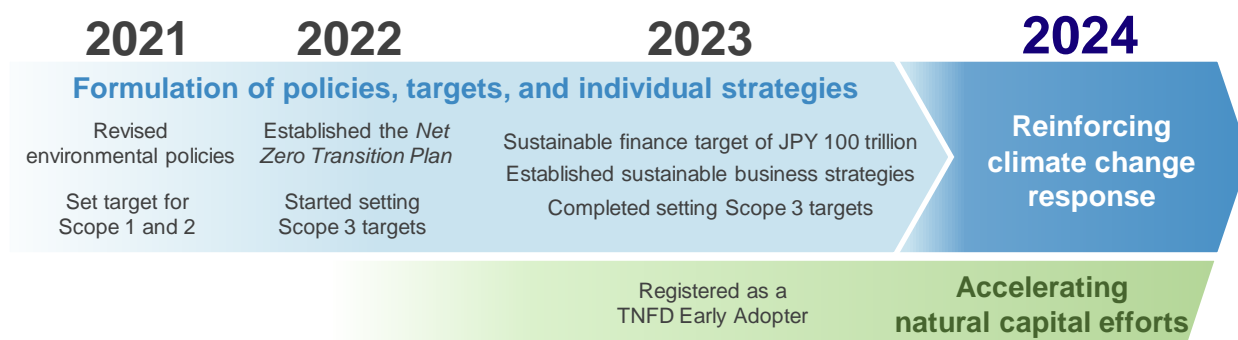 2021
2022
2023
2024
Formulation of policies, targets, and individual strategies
Revised
environmental policies
Set target for
Scope 1 and 2
Established the Net
Zero Transition Plan
Started setting
Scope 3 targets
Sustainable finance target of JPY 100 trillion
Established sustainable business strategies
Completed setting Scope 3 targets
Reinforcing
climate change
response
Registered as a
TNFD Early Adopter
Accelerating
natural capital efforts